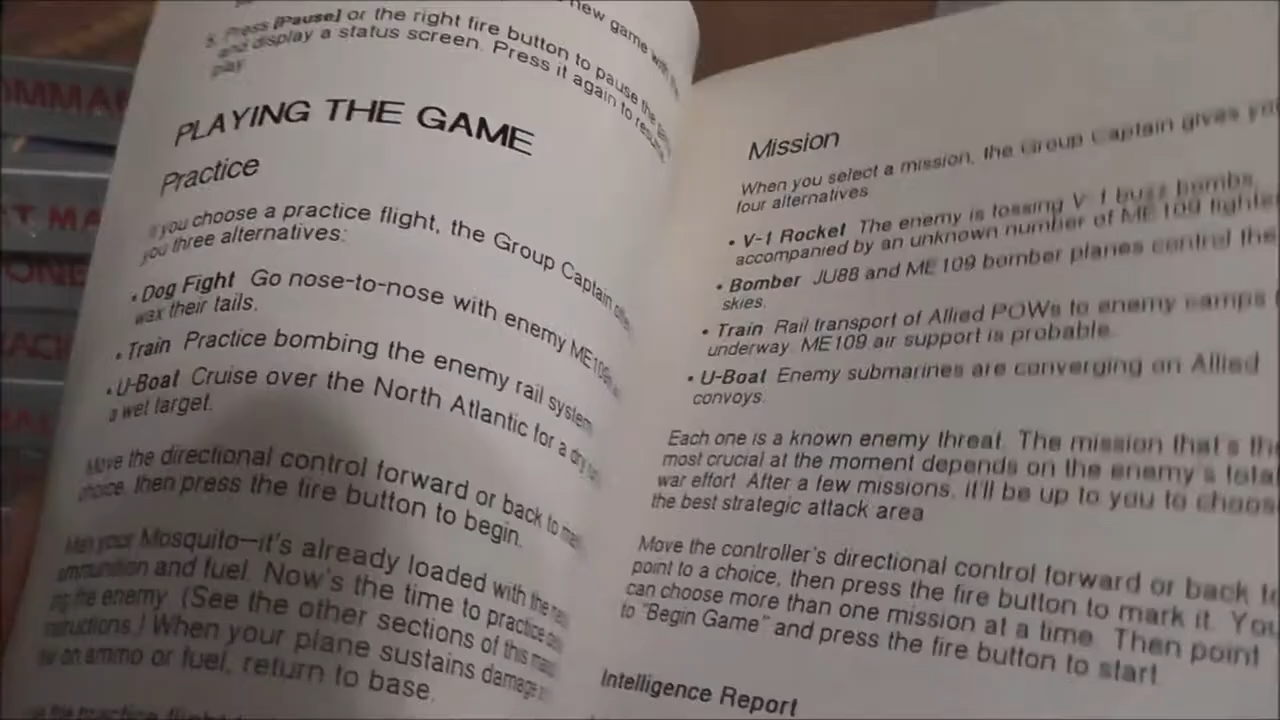 OMMA
T MA
ONE
new game with
5. Press [Pause] or the right fire button to pause the
and display a status screen. Press it again to
play.
PLAYING THE GAME
Practice
you choose a practice flight, the Group Captain
you three alternatives:
• Dog Fight Go nose-to-nose with enemy ME109s
wax their tails.
• Train Practice bombing the enemy rail system
• U-Boat Cruise over the North Atlantic for a dry
a wet target.
Move the directional control forward or back to
choice, then press the fire button to begin.
your Mosquito—it's already loaded with the
ammunition and fuel. Now's the time to practice
the enemy. (See the other sections of this
instructions.) When your plane sustains damage
on ammo or fuel, return to base.
Mission
When you select a mission, the Group Captain gives you
four alternatives
• V-1 Rocket The enemy is tossing V-1 buzz bombs,
accompanied by an unknown number of ME109 fighter
• Bomber JU88 and ME109 bomber planes control the
skies.
• Train Rail transport of Allied POWs to enemy camps
underway. ME109 air support is probable.
• U-Boat Enemy submarines are converging on Allied
convoys.
Each one is a known enemy threat. The mission that's the
most crucial at the moment depends on the enemy's total
war effort. After a few missions, it'll be up to you to choos
the best strategic attack area
Move the controller's directional control forward or back to
point to a choice, then press the fire button to mark it. You
can choose more than one mission at a time. Then point
to "Begin Game" and press the fire button to start.
Intelligence Report